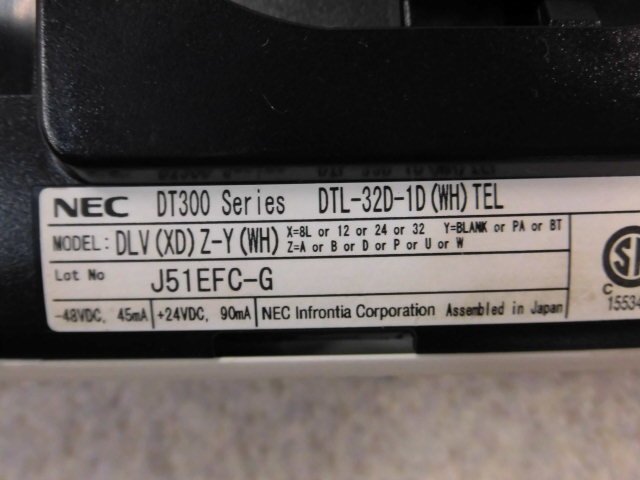 NEC DT300 Series DTL-32D-1D(WH)TEL
MODEL: DLV(XD)Z-Y(WH) X=8L or 12 or 24 or 32 Y=BLANK or PA or BT
Z=A or B or D or P or U or W
Lot No J51EFC-G
-48VDC, 45mA +24VDC, 90mA NEC Infrontia Corporation Assembled in Japan
C
15534